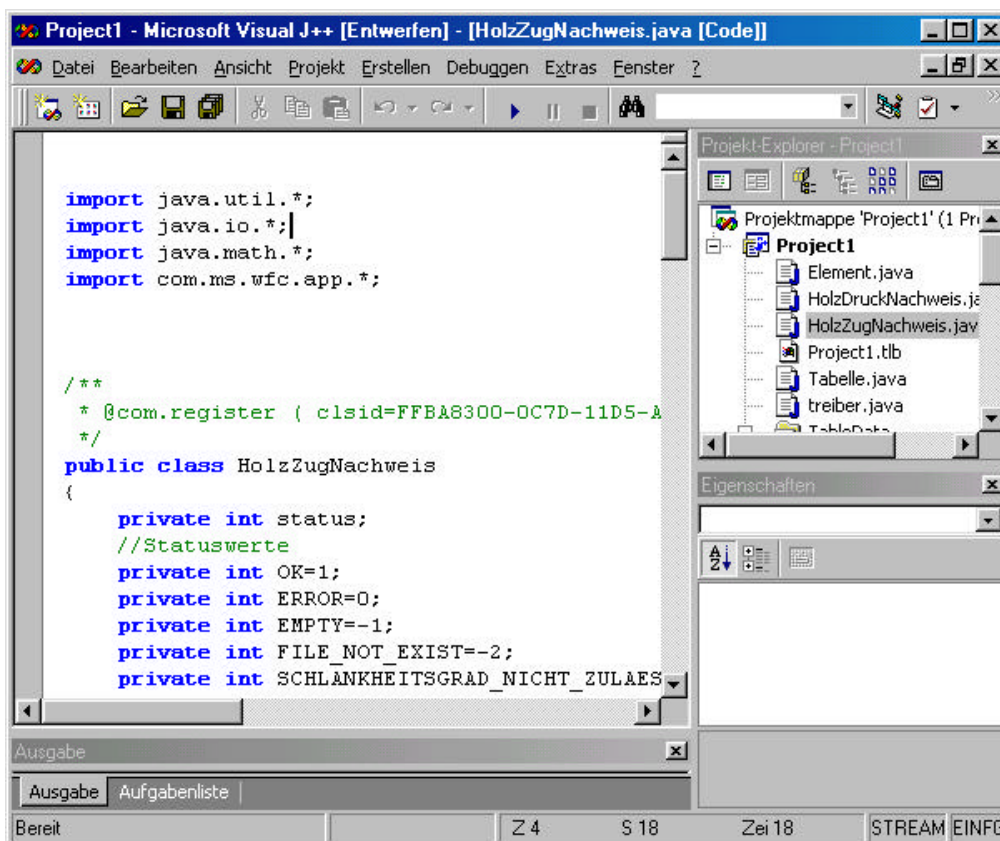 Project1 - Microsoft Visual J++ [Entwerfen] - [HolzZugNachweis.java [Code]]
Datei Bearbeiten Ansicht Projekt Erstellen Debuggen Extras Fenster ?
import java.util.*;
import java.io.*;
import java.math.*;
import com.ms.wfc.app.*;
/**
* @com.register ( clsid=FFBA8300-0C7D-11D5-A
*/
public class HolzZugNachweis
{
private int status;
//Statuswerte
private int OK=1;
private int ERROR=0;
private int EMPTY=-1;
private int FILE_NOT_EXIST=-2;
private int SCHLANKHEITSGRAD_NICHT_ZULAES
Projekt-Explorer - Project1
Projektmappe 'Project1' (1 Pr
Project1
Element.java
HolzDruckNachweis.ja
HolzZugNachweis.jav
Project1.tlb
Tabelle.java
treiber.java
TableData
Eigenschaften
Ausgabe
Ausgabe Aufgabenliste
Bereit Z 4 S 18 Zei 18 STREAM EINFG